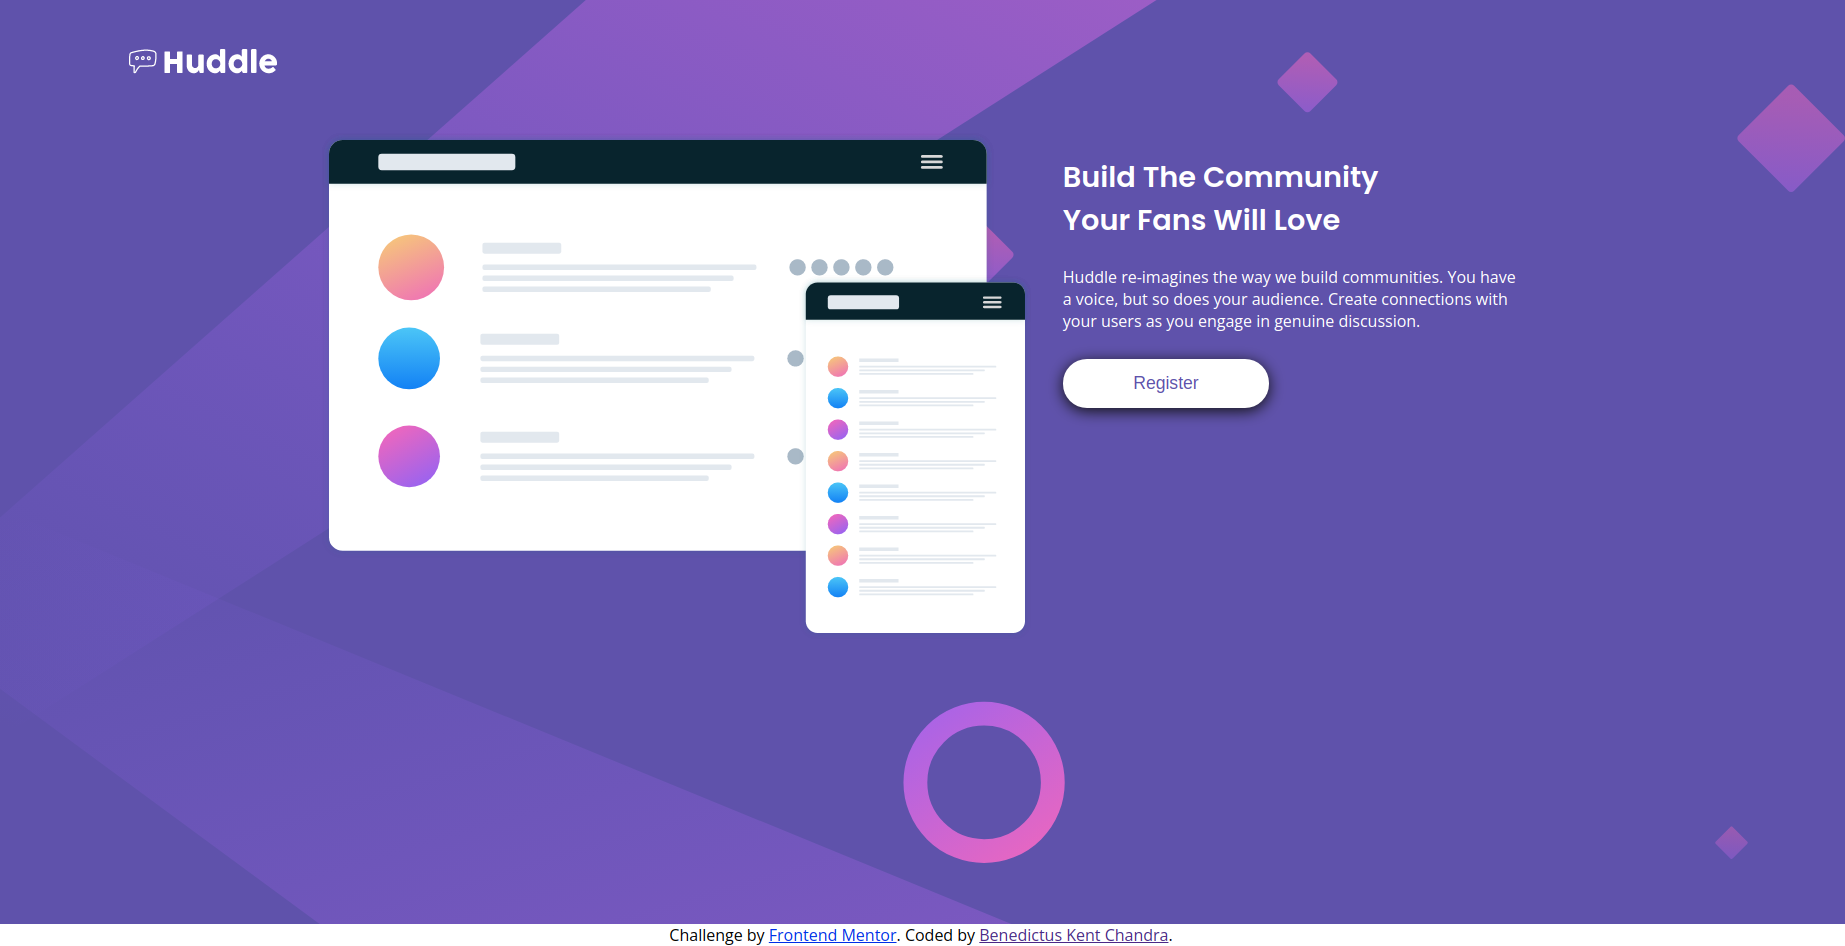 Huddle
Build The Community
Your Fans Will Love
Huddle re-imagines the way we build communities. You have
a voice, but so does your audience. Create connections with
your users as you engage in genuine discussion.
Register
Challenge by Frontend Mentor. Coded by Benedictus Kent Chandra.